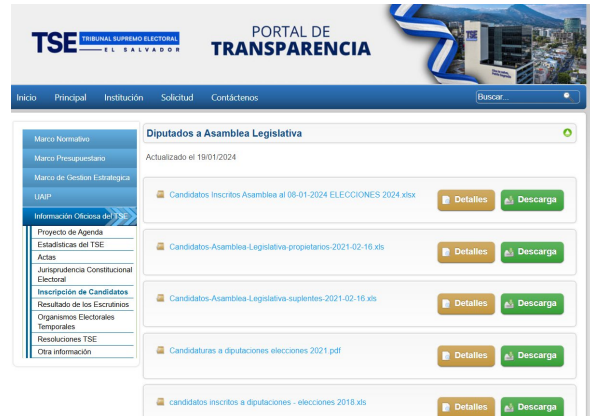 TSE TRIBUNAL SUPREMO ELECTORAL
EL SALVADOR
PORTAL DE
TRANSPARENCIA
TSE
Inicio Principal Institución Solicitud Contáctenos Buscar...
Marco Normativo
Marco Presupuestario
Marco de Gestion Estrategica
UAIP
Información Oficiosa del TSE
Proyecto de Agenda
Estadísticas del TSE
Actas
Jurisprudencia Constitucional
Electoral
Inscripción de Candidatos
Resultado de los Escrutinios
Organismos Electorales
Temporales
Resoluciones TSE
Otra información
Diputados a Asamblea Legislativa
Actualizado el 19/01/2024
Candidatos Inscritos Asamblea al 08-01-2024 ELECCIONES 2024.xlsx Detalles Descarga
Candidatos-Asamblea-Legislativa-propietarios-2021-02-16.xls Detalles Descarga
Candidatos-Asamblea-Legislativa-suplentes-2021-02-16.xls Detalles Descarga
Candidaturas a diputaciones elecciones 2021.pdf Detalles Descarga
candidatos inscritos a diputaciones - elecciones 2018.xls Detalles Descarga